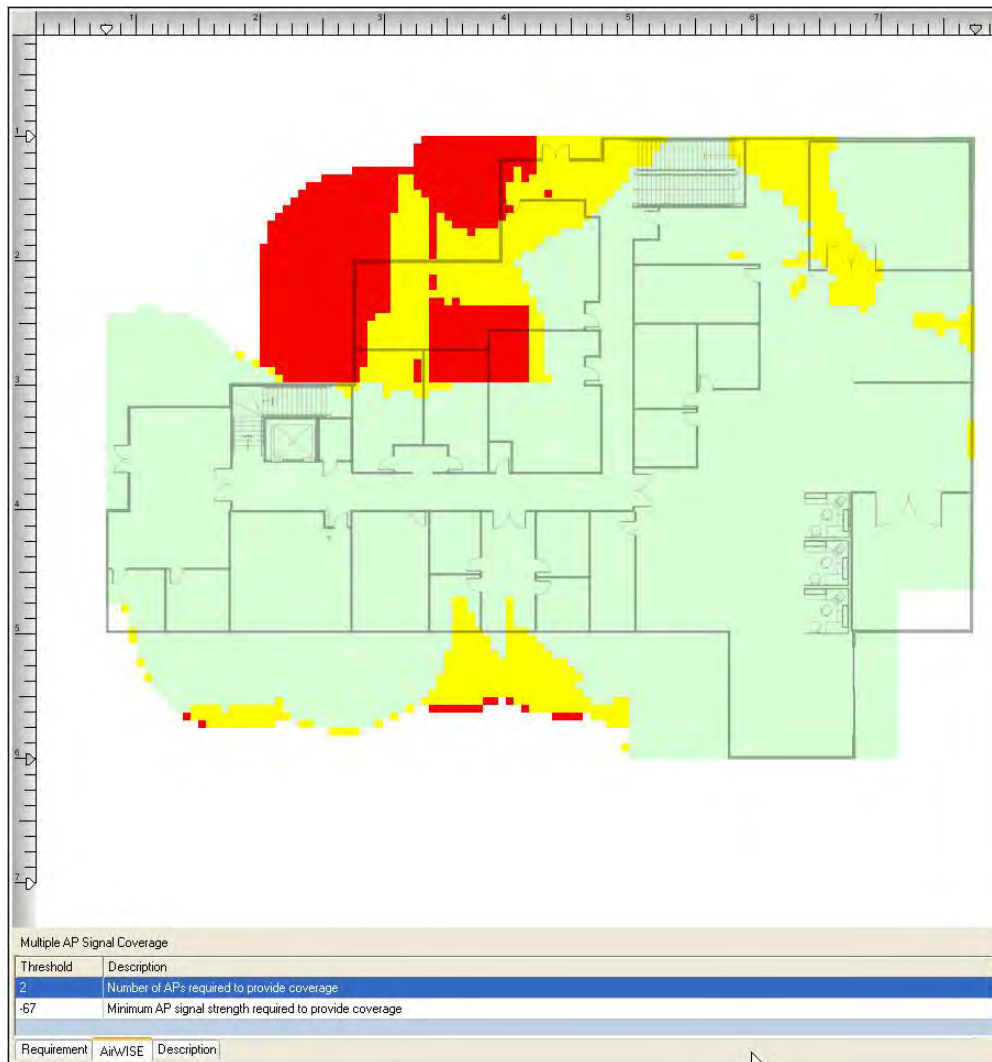 1 2 3 4 5 6 7
1
2
3
4
5
6
7
Multiple AP Signal Coverage
Threshold Description
2 Number of APs required to provide coverage
-67 Minimum AP signal strength required to provide coverage
Requirement AirWISE Description